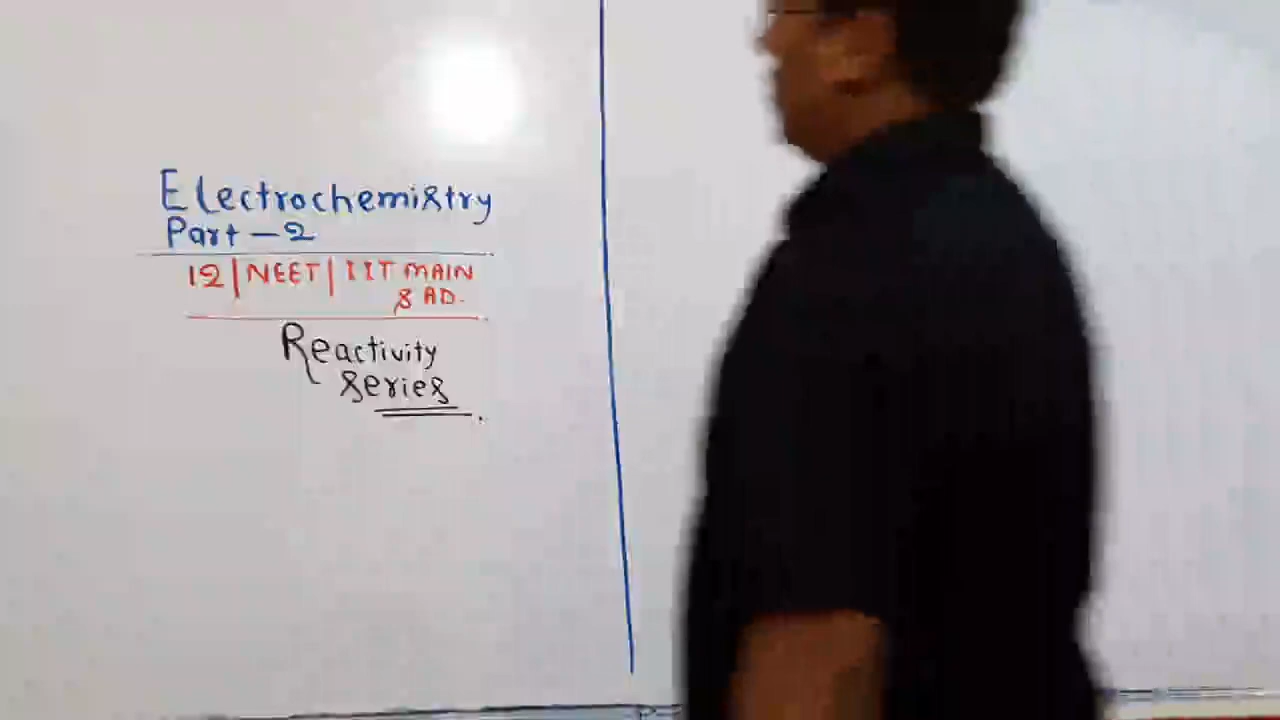 Electrochemistry
Part-2
12|NEET|IIT MAIN
& AD.
Reactivity
series